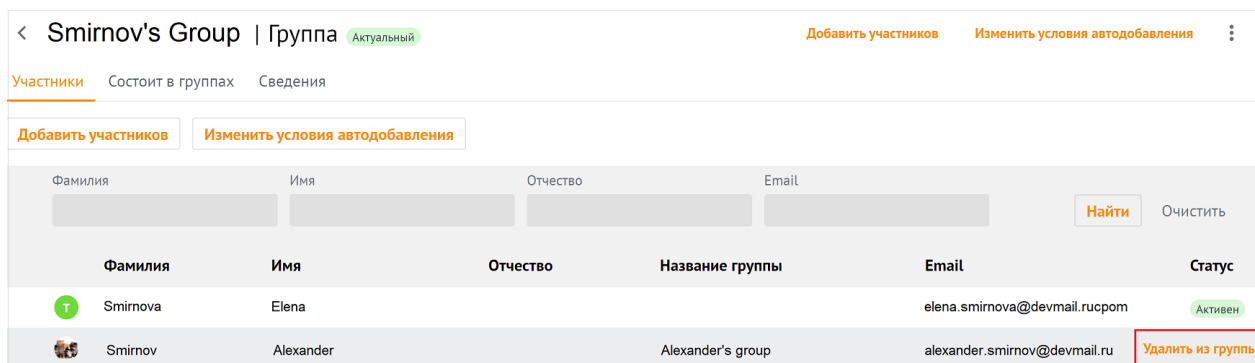 Smirnov's Group | Группа Актуальный Добавить участников Изменить условия автодобавления
Участники Состоит в группах Сведения
Добавить участников Изменить условия автодобавления
Фамилия Имя Отчество Email
Найти Очистить
Фамилия Имя Отчество Название группы Email Статус
T Smirnova Elena elena.smirnova@devmail.rucpom Активен
Smirnov Alexander Alexander's group alexander.smirnov@devmail.ru Удалить из группы